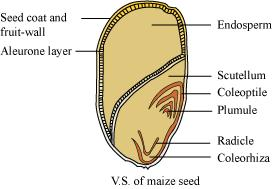 Seed coat and
fruit-wall
Aleurone layer
Endosperm
Scutellum
Coleoptile
Plumule
Radicle
Coleorhiza
V.S. of maize seed